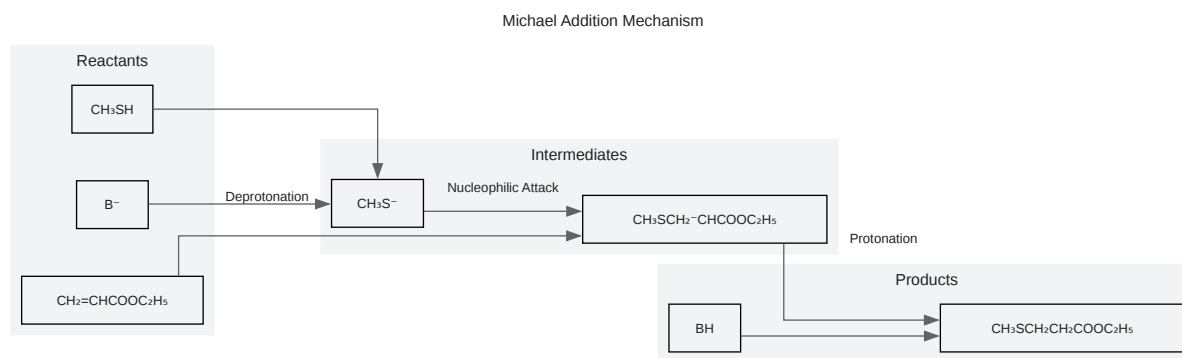 Michael Addition Mechanism
Reactants
CH₃SH
B⁻
Deprotonation
CH₂=CHCOOC₂H₅
Intermediates
CH₃S⁻
Nucleophilic Attack
CH₃SCH₂⁻CHCOOC₂H₅
Protonation
Products
BH
CH₃SCH₂CH₂COOC₂H₅